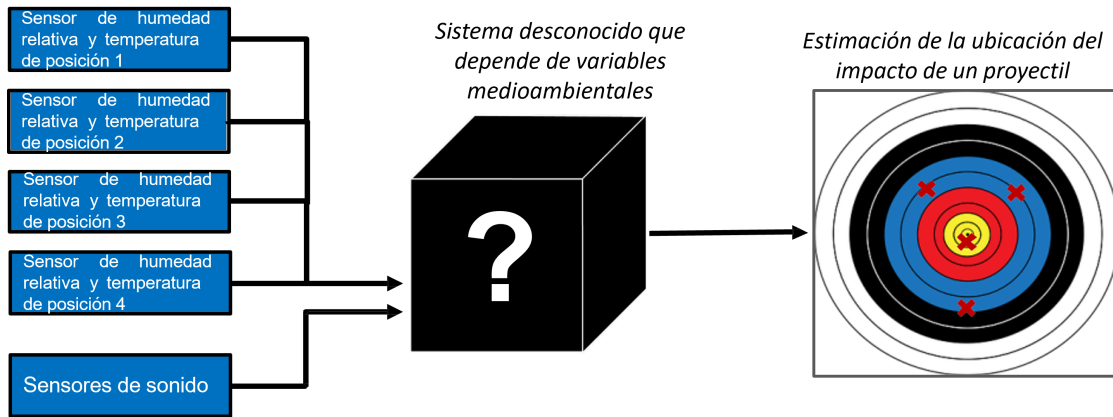 Sensor de humedad
relativa y temperatura
de posición 1
Sensor de humedad
relativa y temperatura
de posición 2
Sensor de humedad
relativa y temperatura
de posición 3
Sensor de humedad
relativa y temperatura
de posición 4
Sensores de sonido
Sistema desconocido que
depende de variables
medioambientales
?
Estimación de la ubicación del
impacto de un proyectil